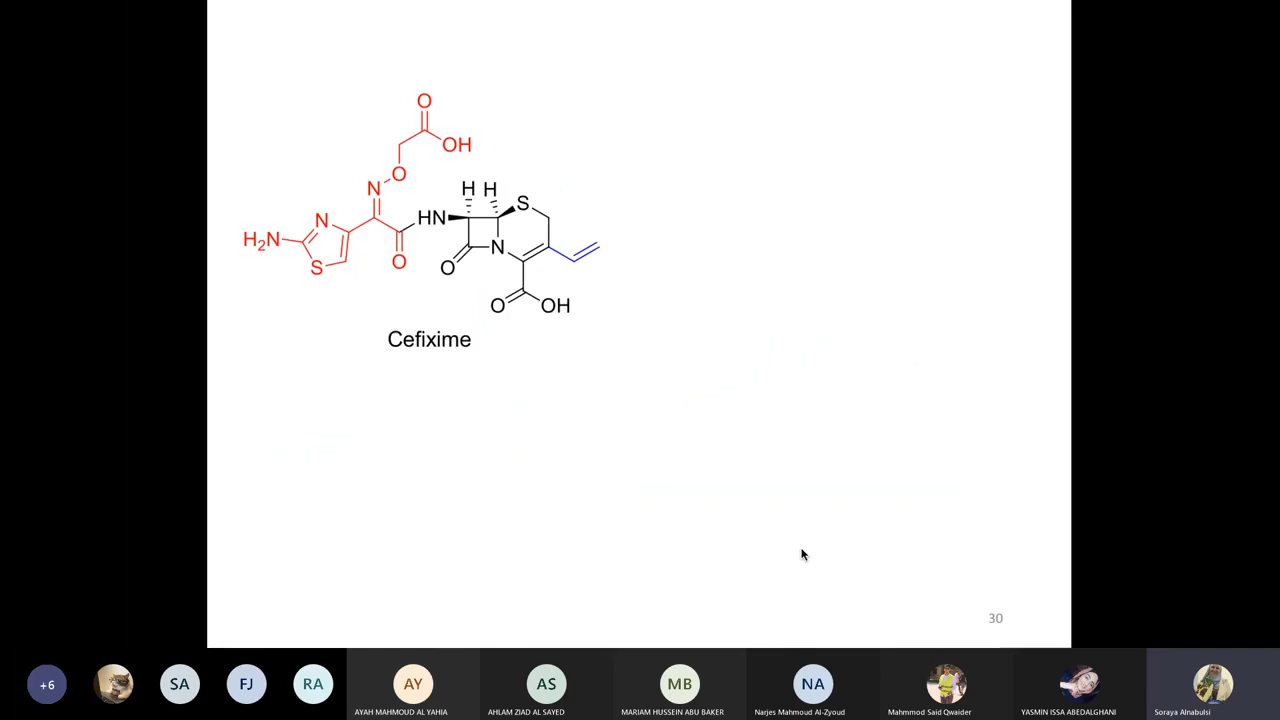 O
OH
O
N
H H
S
N
HN
H₂N
N
S
O
O
O
OH
Cefixime
30
+6
SA
FJ
RA
AY
AS
MB
NA
AYAH MAHMOUD AL YAHIA
AHLAM ZIAD AL SAYED
MARIAM HUSSEIN ABU BAKER
Narjes Mahmoud Al-Zyoud
Mahmmod Said Qwaider
YASMIN ISSA ABEDALGHANI
Soraya Alnabulsi